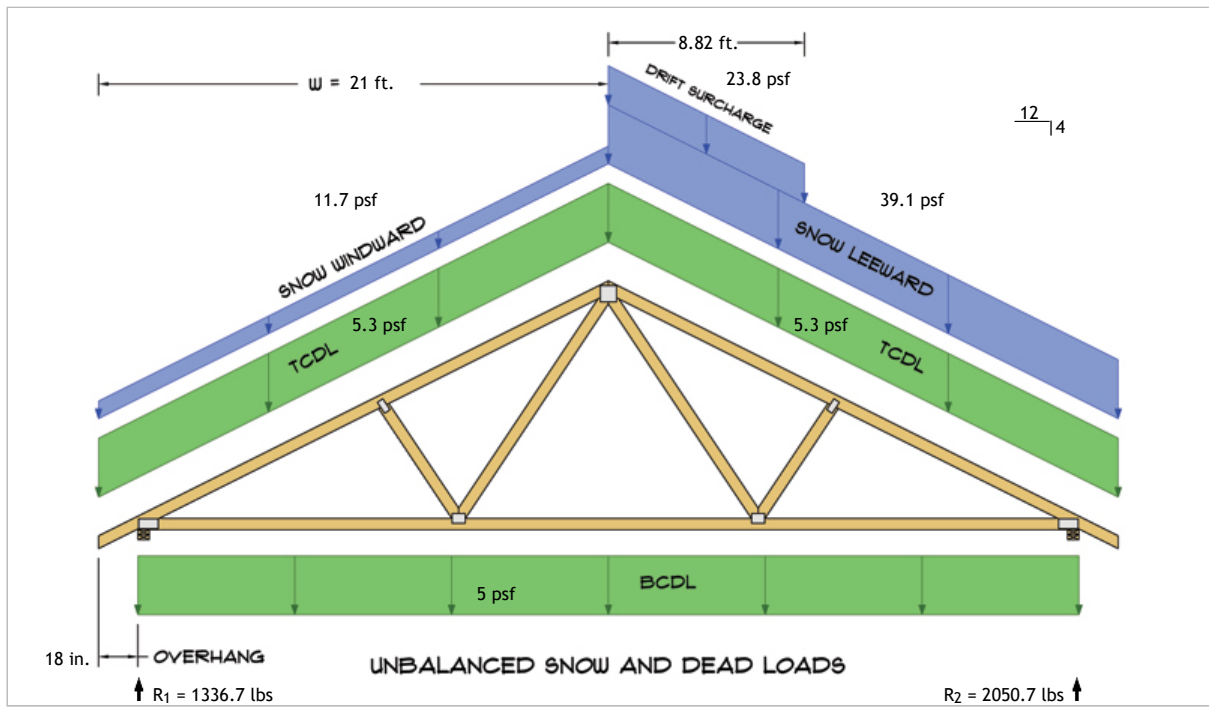 8.82 ft.
W = 21 ft.
DRIFT SURCHARGE
23.8 psf
12
4
11.7 psf
39.1 psf
SNOW WINDWARD
SNOW LEEWARD
5.3 psf
5.3 psf
TCDL
TCDL
5 psf
BCDL
18 in.
OVERHANG
UNBALANCED SNOW AND DEAD LOADS
R1 = 1336.7 lbs
R2 = 2050.7 lbs